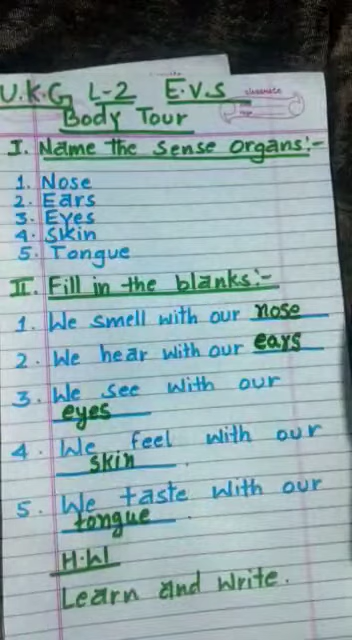 U.K.G L-2 E.V.S
classmate
Body Tour
I. Name the Sense Organs:-
1. Nose
2. Ears
3. Eyes
4. Skin
5. Tongue
II. Fill in the blanks:-
1. We smell with our nose
2. We hear with our ears
3. We see with our
eyes
4. We feel with our
skin.
5. We taste with our
tongue.
H.W
Learn and Write.